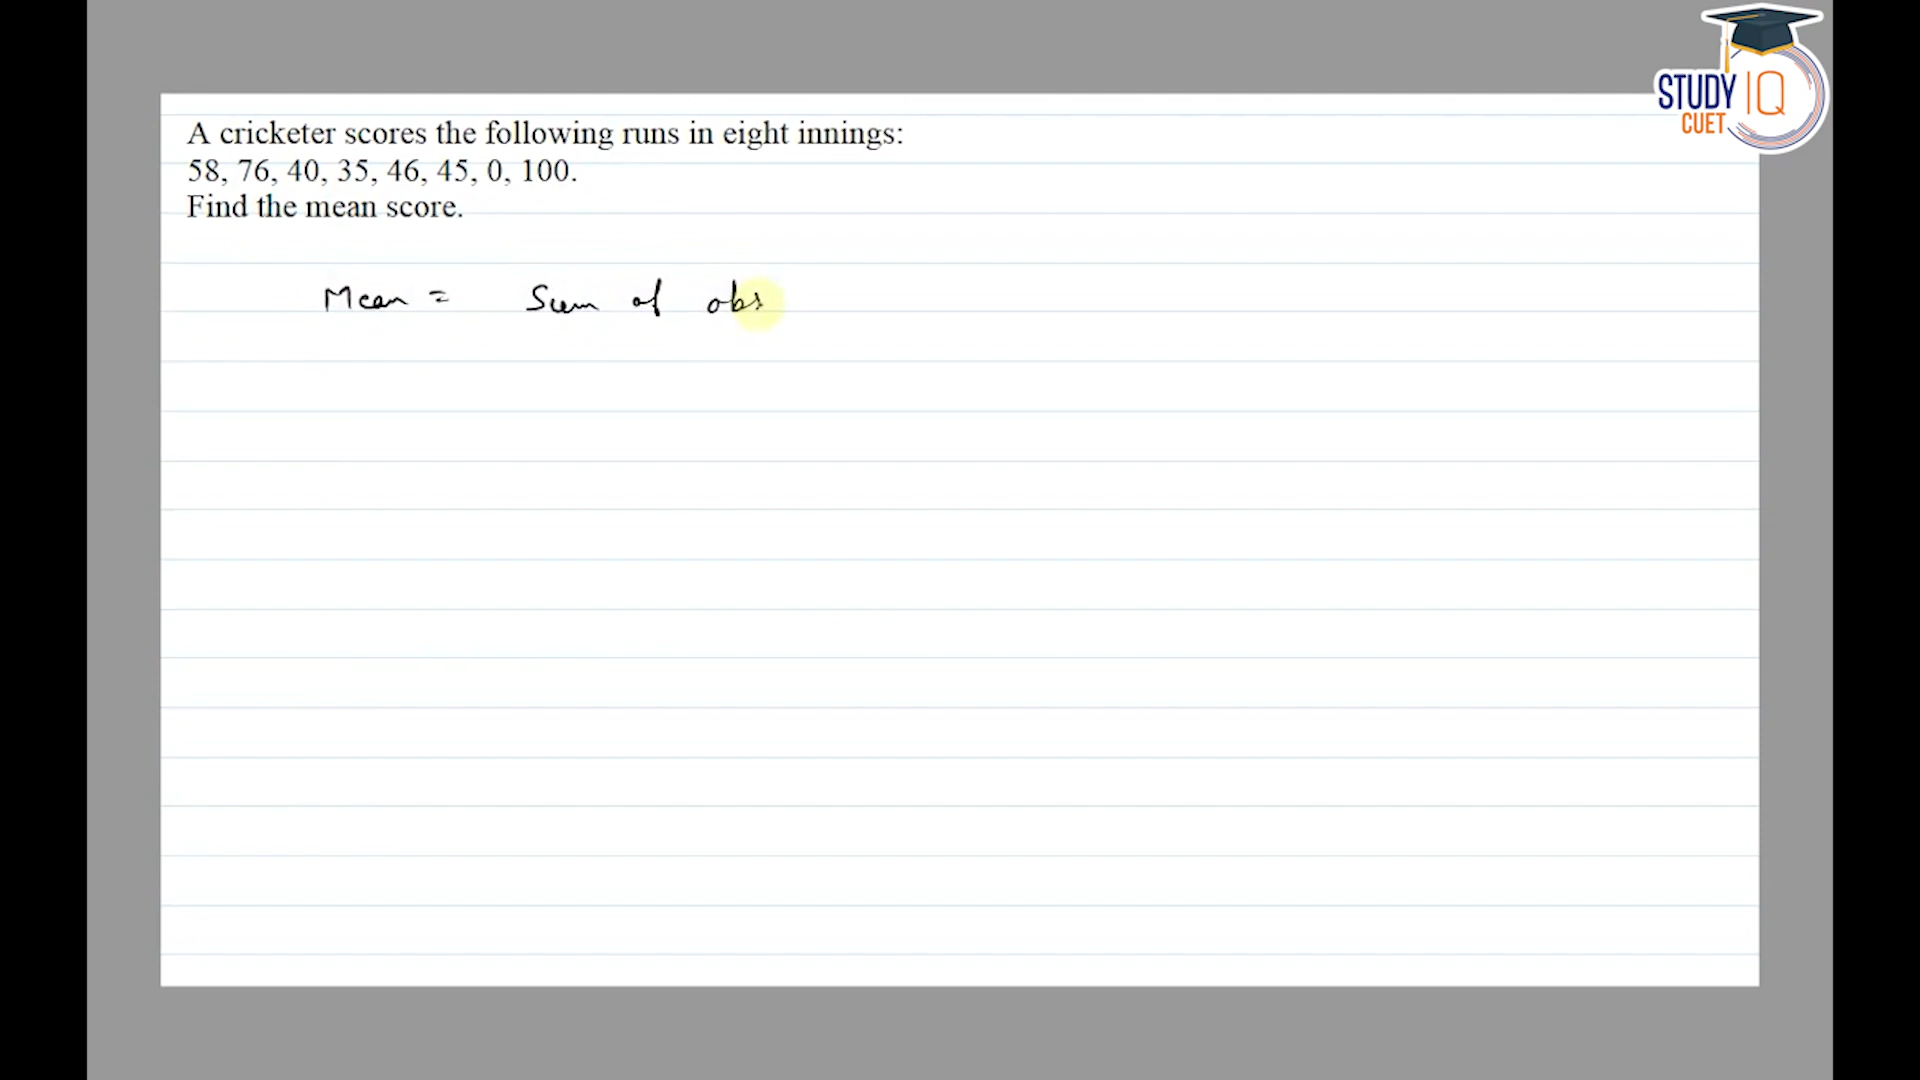 STUDY IQ
CUET
A cricketer scores the following runs in eight innings:
58, 76, 40, 35, 46, 45, 0, 100.
Find the mean score.
Mean = Sum of obs